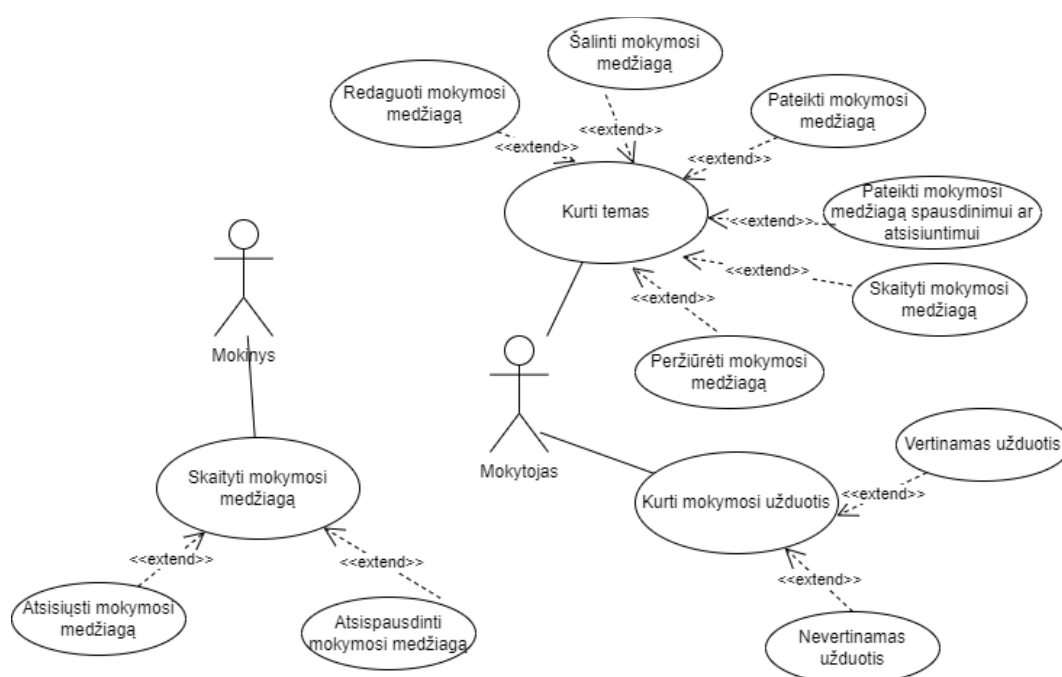 Šalinti mokymosi
medžiagą
Redaguoti mokymosi
medžiagą
Pateikti mokymosi
medžiagą
<<extend>>
<<extend>>
<<extend>>
Kurti temas
Pateikti mokymosi
medžiagą spausdinimui ar
atsisiuntimui
<<extend>>
<<extend>>
Skaityti mokymosi
medžiagą
<<extend>>
Mokinys
Peržiūrėti mokymosi
medžiagą
Mokytojas
Vertinamas užduotis
Skaityti mokymosi
medžiagą
Kurti mokymosi užduotis
<<extend>>
<<extend>>
<<extend>>
<<extend>>
Atsisiųsti mokymosi
medžiagą
Atsispausdinti
mokymosi medžiagą
Nevertinamas
užduotis